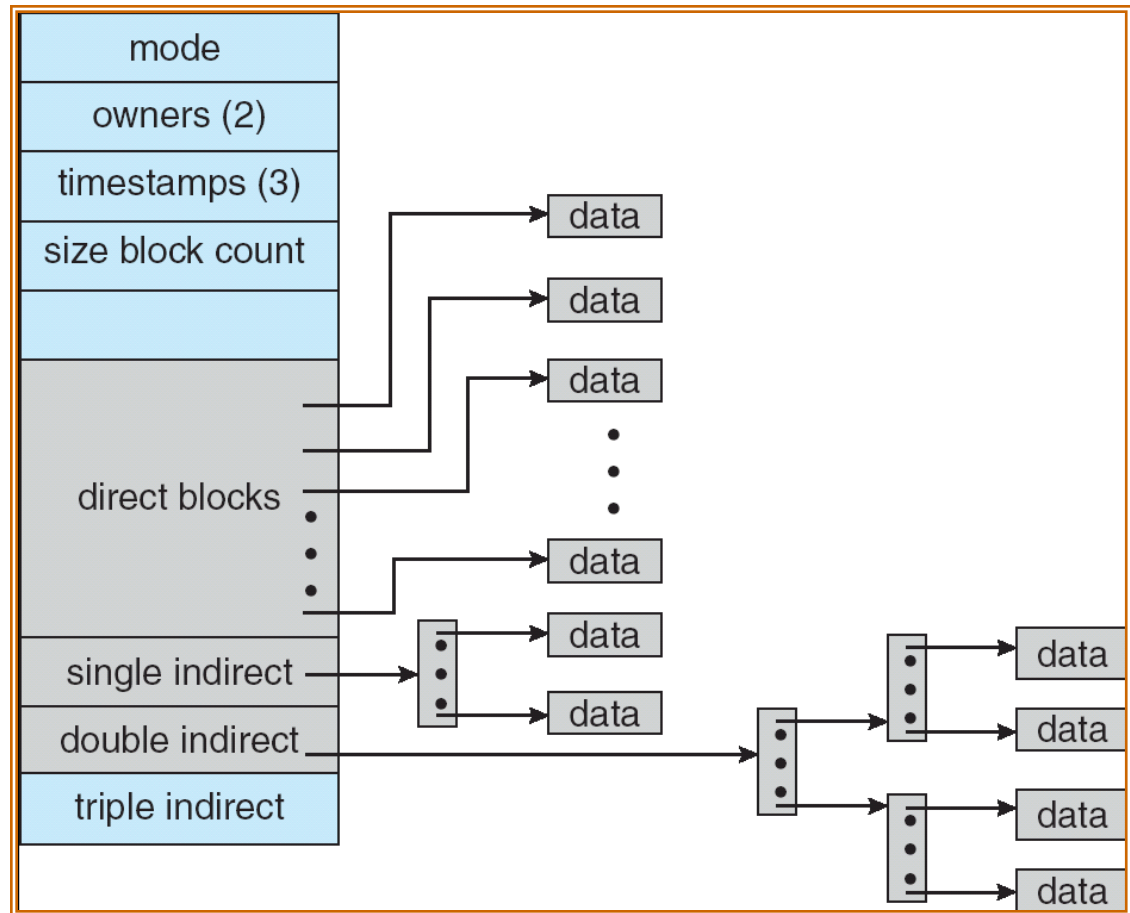 mode
owners (2)
timestamps (3)
size block count
data
data
data
direct blocks
data
data
single indirect
data
double indirect
triple indirect
data
data
data
data